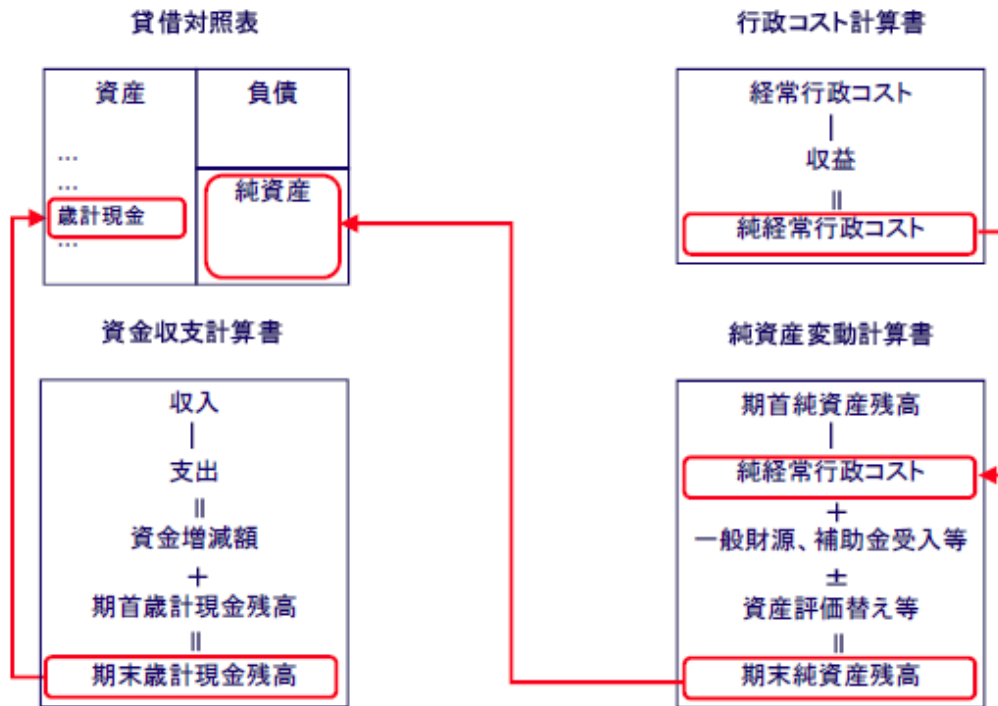 貸借対照表
資産
負債
…
…
歳計現金
…
純資産
行政コスト計算書
経常行政コスト
|
収益
||
純経常行政コスト
資金収支計算書
収入
|
支出
||
資金増減額
+
期首歳計現金残高
||
期末歳計現金残高
純資産変動計算書
期首純資産残高
|
純経常行政コスト
+
一般財源、補助金受入等
±
資産評価替え等
||
期末純資産残高